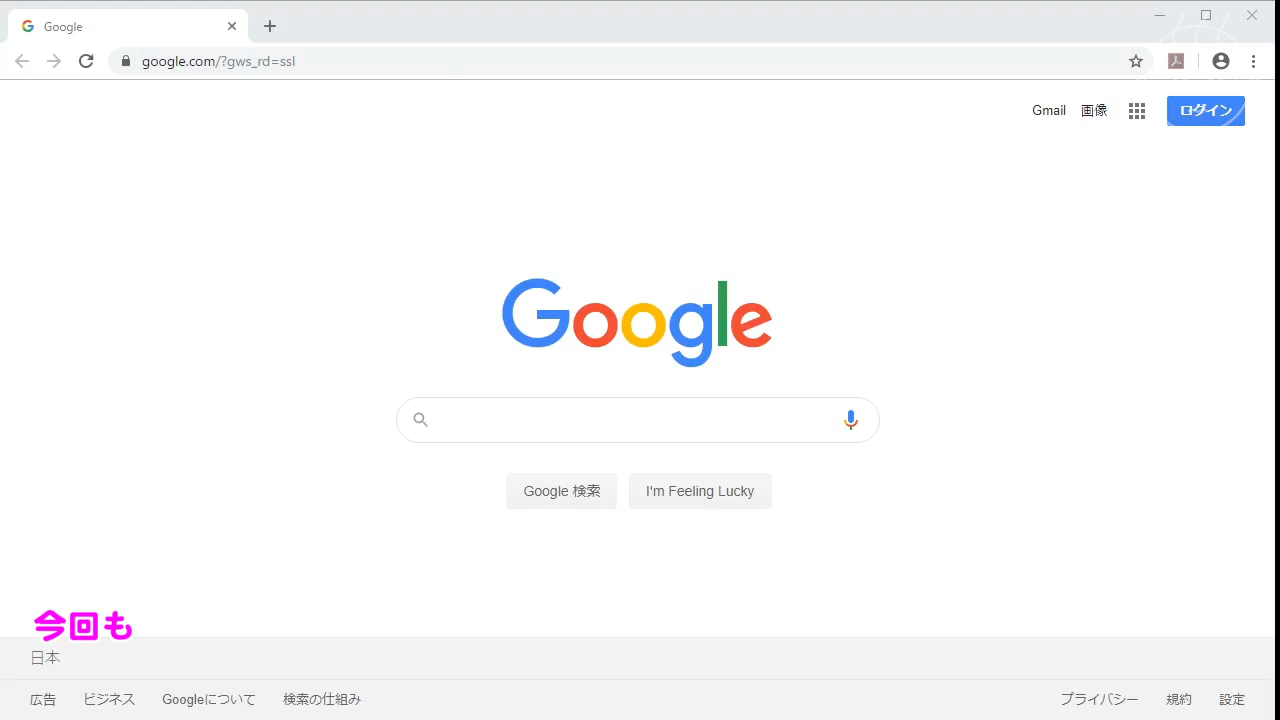 Google
google.com/?gws_rd=ssl
Gmail 画像 ログイン
Google
Google 検索 I'm Feeling Lucky
今回も
日本
広告 ビジネス Googleについて 検索の仕組み プライバシー 規約 設定